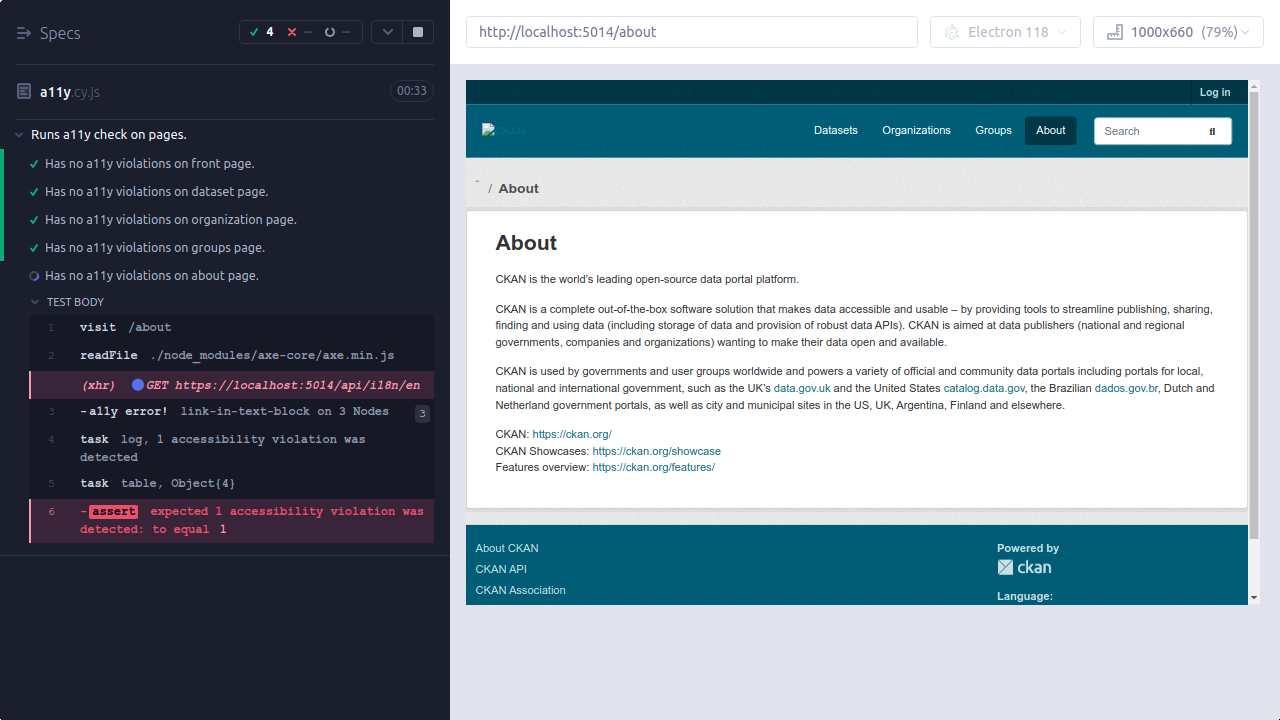 Specs
4 -- --
a11y.cy.js 00:33
Runs a11y check on pages.
Has no a11y violations on front page.
Has no a11y violations on dataset page.
Has no a11y violations on organization page.
Has no a11y violations on groups page.
Has no a11y violations on about page.
TEST BODY
1 visit /about
2 readFile ./node_modules/axe-core/axe.min.js
(xhr) GET https://localhost:5014/api/i18n/en
3 -a11y error! link-in-text-block on 3 Nodes 3
4 task log, 1 accessibility violation was
detected
5 task table, Object{4}
6 -assert expected 1 accessibility violation was
detected: to equal 1
http://localhost:5014/about
Electron 118
1000x660 (79%)
Log in
CKAN
Datasets Organizations Groups About Search
/ About
About
CKAN is the world's leading open-source data portal platform.
CKAN is a complete out-of-the-box software solution that makes data accessible and usable – by providing tools to streamline publishing, sharing,
finding and using data (including storage of data and provision of robust data APIs). CKAN is aimed at data publishers (national and regional
governments, companies and organizations) wanting to make their data open and available.
CKAN is used by governments and user groups worldwide and powers a variety of official and community data portals including portals for local,
national and international government, such as the UK's data.gov.uk and the United States catalog.data.gov, the Brazilian dados.gov.br, Dutch and
Netherland government portals, as well as city and municipal sites in the US, UK, Argentina, Finland and elsewhere.
CKAN: https://ckan.org/
CKAN Showcases: https://ckan.org/showcase
Features overview: https://ckan.org/features/
About CKAN
CKAN API
CKAN Association
Powered by
ckan
Language: